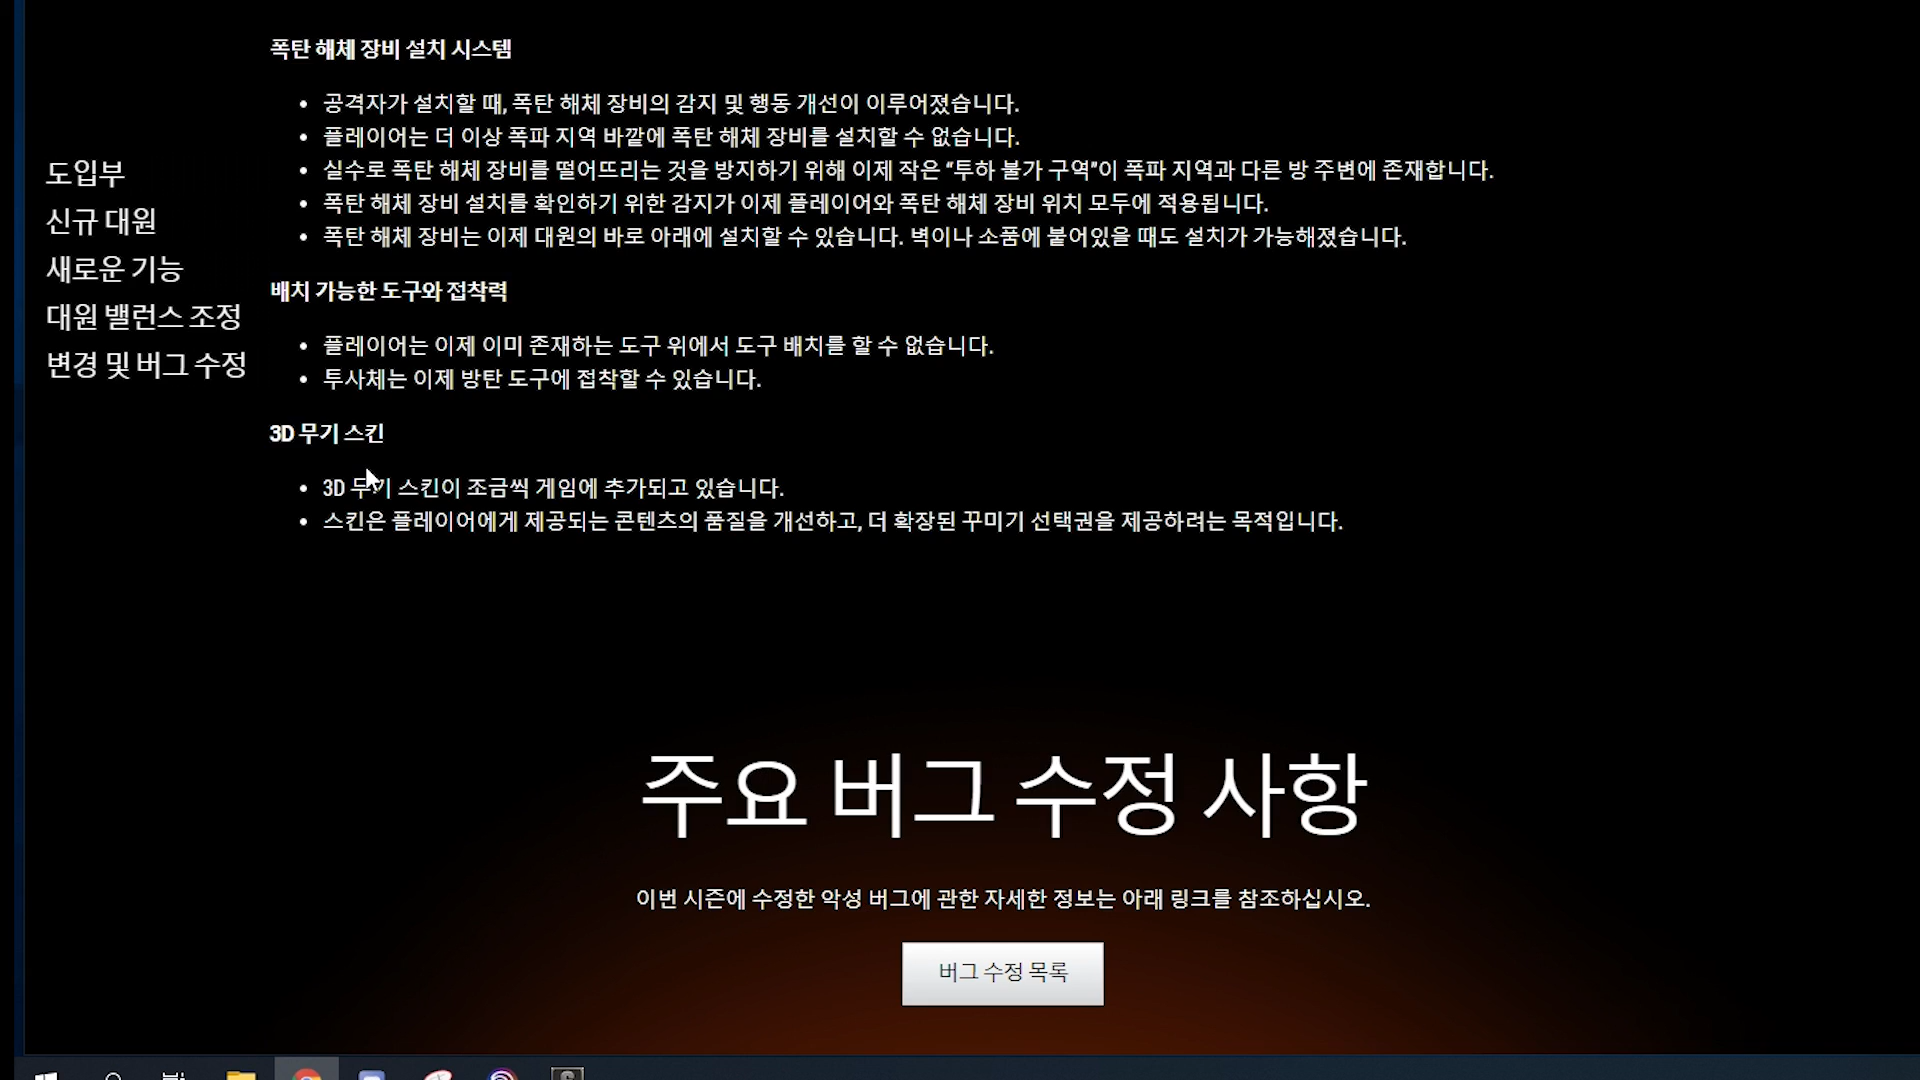 폭탄 해체 장비 설치 시스템
• 공격자가 설치할 때, 폭탄 해체 장비의 감지 및 행동 개선이 이루어졌습니다.
• 플레이어는 더 이상 폭파 지역 바깥에 폭탄 해체 장비를 설치할 수 없습니다.
• 실수로 폭탄 해체 장비를 떨어뜨리는 것을 방지하기 위해 이제 작은 “투하 불가 구역”이 폭파 지역과 다른 방 주변에 존재합니다.
• 폭탄 해체 장비 설치를 확인하기 위한 감지가 이제 플레이어와 폭탄 해체 장비 위치 모두에 적용됩니다.
• 폭탄 해체 장비는 이제 대원의 바로 아래에 설치할 수 있습니다. 벽이나 소품에 붙어있을 때도 설치가 가능해졌습니다.
도입부
신규 대원
새로운 기능
대원 밸런스 조정
변경 및 버그 수정
배치 가능한 도구와 접착력
• 플레이어는 이제 이미 존재하는 도구 위에서 도구 배치를 할 수 없습니다.
• 투사체는 이제 방탄 도구에 접착할 수 있습니다.
3D 무기 스킨
• 3D 무기 스킨이 조금씩 게임에 추가되고 있습니다.
• 스킨은 플레이어에게 제공되는 콘텐츠의 품질을 개선하고, 더 확장된 꾸미기 선택권을 제공하려는 목적입니다.
주요 버그 수정 사항
이번 시즌에 수정한 악성 버그에 관한 자세한 정보는 아래 링크를 참조하십시오.
버그 수정 목록